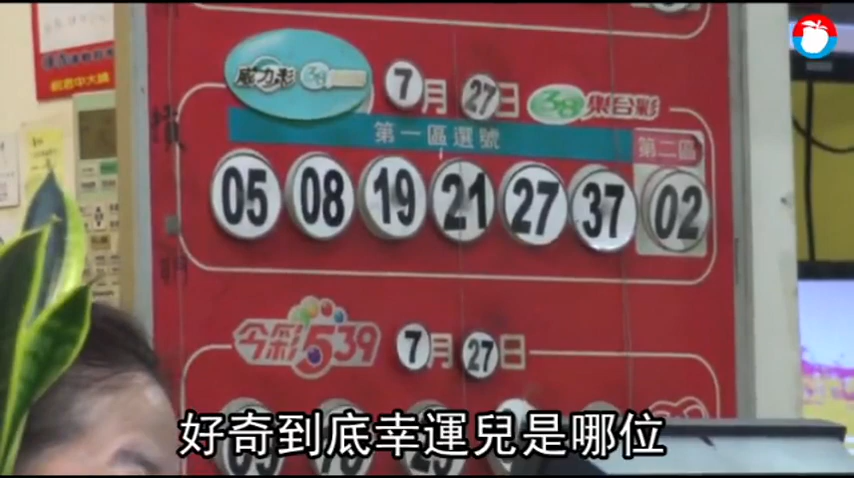 威力彩 38 7月27日 38樂合彩
第一區選號 第二區
05 08 19 21 27 37 02
今彩539 7月27日
好奇到底幸運兒是哪位